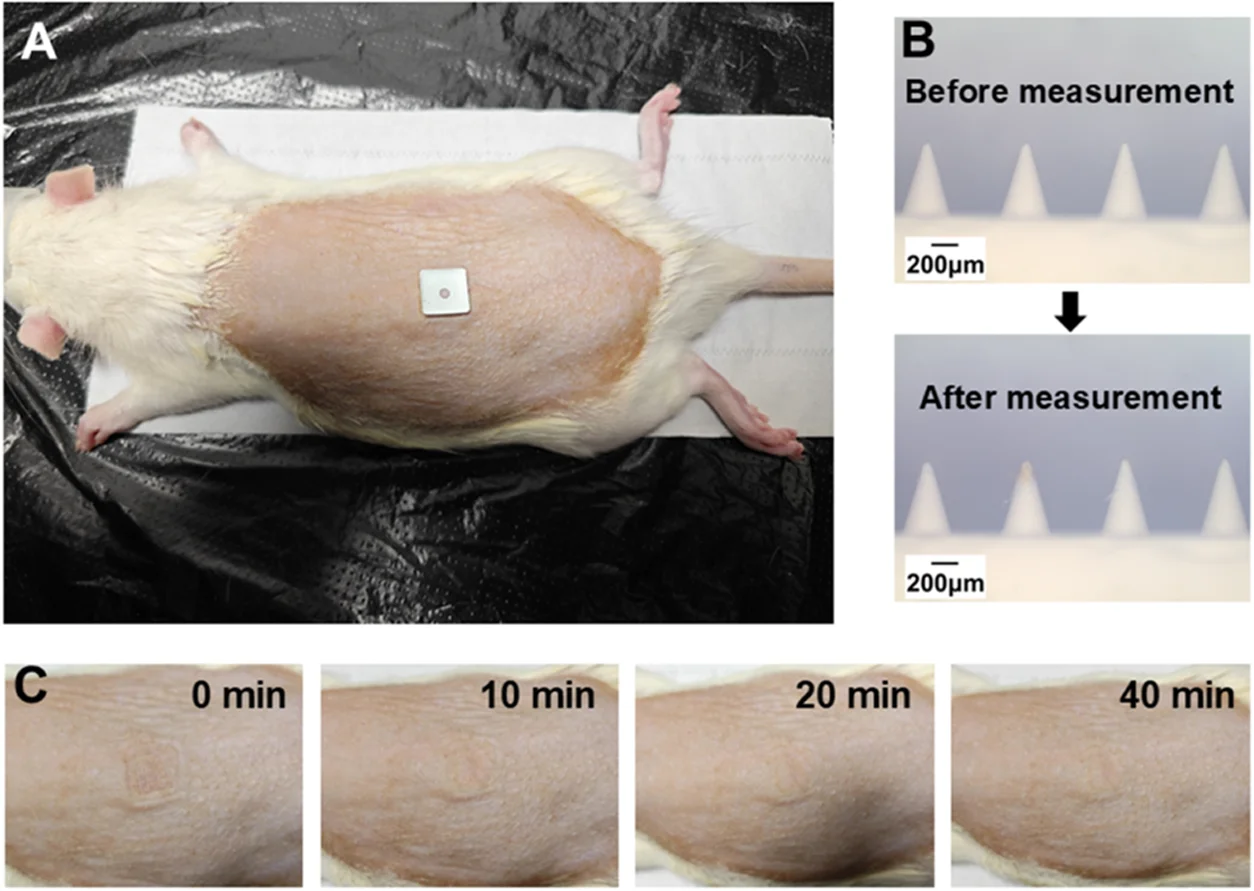 A
B
Before measurement
200μm
After measurement
200μm
C
0 min
10 min
20 min
40 min